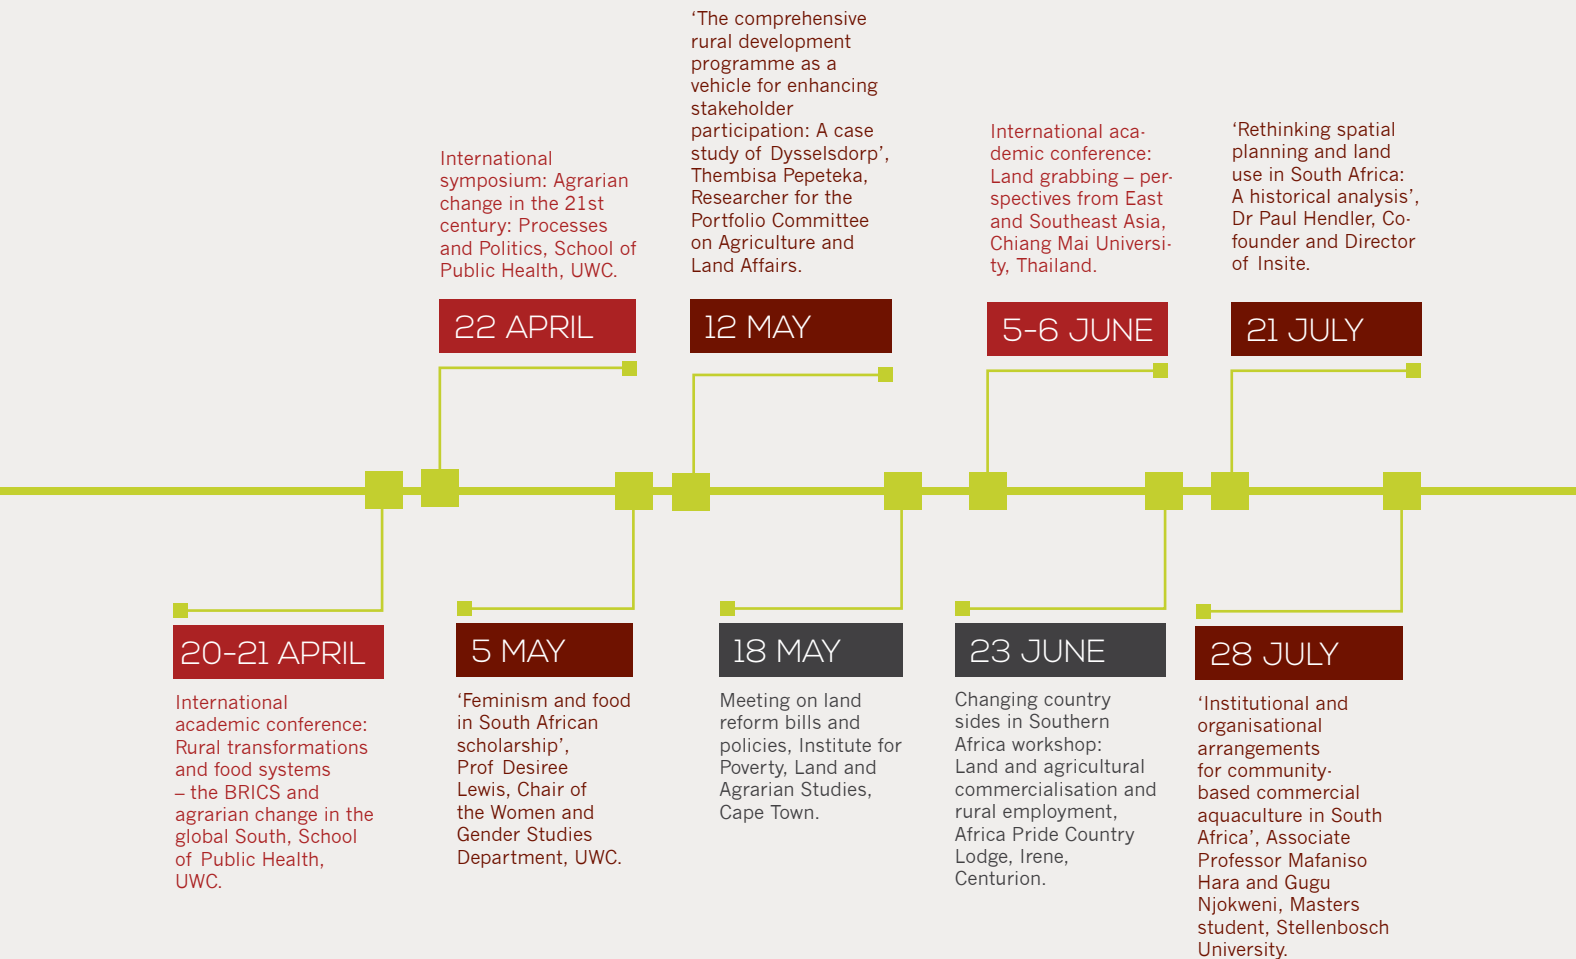 International
symposium: Agrarian
change in the 21st
century: Processes
and Politics, School of
Public Health, UWC.
22 APRIL
‘The comprehensive
rural development
programme as a
vehicle for enhancing
stakeholder
participation: A case
study of Dysselsdorp’,
Thembisa Pepeteka,
Researcher for the
Portfolio Committee
on Agriculture and
Land Affairs.
12 MAY
International aca-
demic conference:
Land grabbing – per-
spectives from East
and Southeast Asia,
Chiang Mai Universi-
ty, Thailand.
5-6 JUNE
‘Rethinking spatial
planning and land
use in South Africa:
A historical analysis’,
Dr Paul Hendler, Co-
founder and Director
of Insite.
21 JULY
20-21 APRIL
International
academic conference:
Rural transformations
and food systems
– the BRICS and
agrarian change in the
global South, School
of Public Health,
UWC.
5 MAY
‘Feminism and food
in South African
scholarship’,
Prof Desiree
Lewis, Chair of
the Women and
Gender Studies
Department, UWC.
18 MAY
Meeting on land
reform bills and
policies, Institute for
Poverty, Land and
Agrarian Studies,
Cape Town.
23 JUNE
Changing country
sides in Southern
Africa workshop:
Land and agricultural
commercialisation and
rural employment,
Africa Pride Country
Lodge, Irene,
Centurion.
28 JULY
‘Institutional and
organisational
arrangements
for community-
based commercial
aquaculture in South
Africa’, Associate
Professor Mafaniso
Hara and Gugu
Njokweni, Masters
student, Stellenbosch
University.